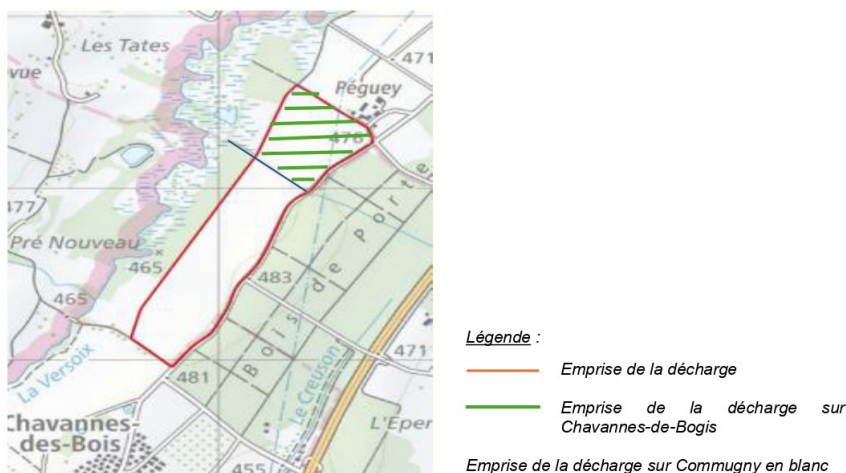 Les Tates
471
vue
Péguey
476
477
Pré Nouveau
465
483
Bois de Porte
465
471
La Versoix
481
Le Creuson
Chavannes-
des-Bois
L'Eper
455
Légende :
Emprise de la décharge
Emprise de la décharge sur
Chavannes-de-Bogis
Emprise de la décharge sur Commugny en blanc